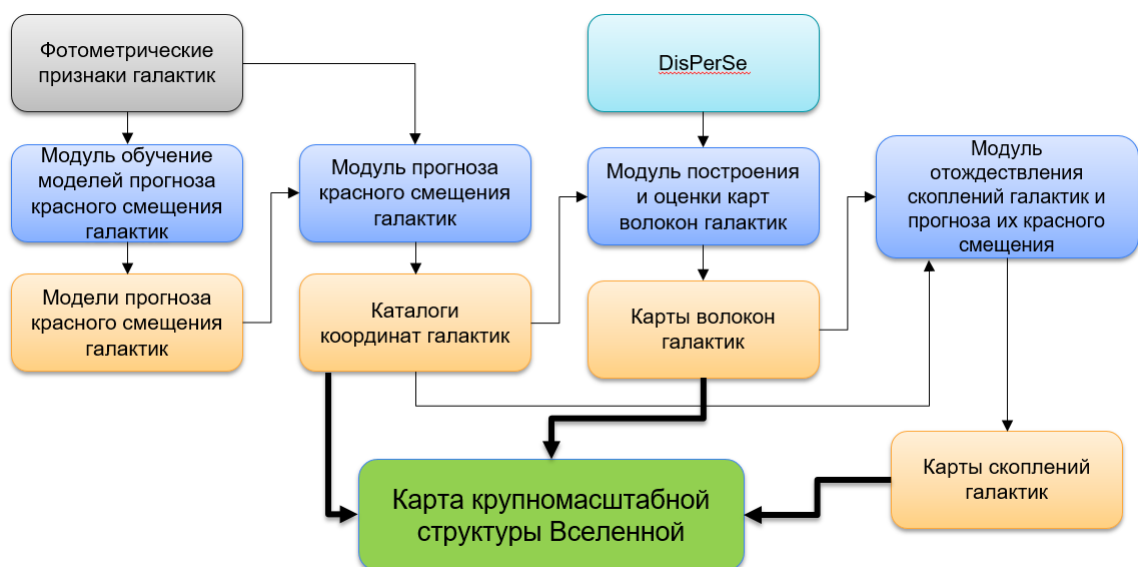 Фотометрические
признаки галактик
DisPerSe
Модуль обучение
моделей прогноза
красного смещения
галактик
Модуль прогноза
красного смещения
галактик
Модуль построения
и оценки карт
волокон галактик
Модуль
отождествления
скоплений галактик и
прогноза их красного
смещения
Модели прогноза
красного смещения
галактик
Каталоги
координат галактик
Карты волокон
галактик
Карты скоплений
галактик
Карта крупномасштабной
структуры Вселенной